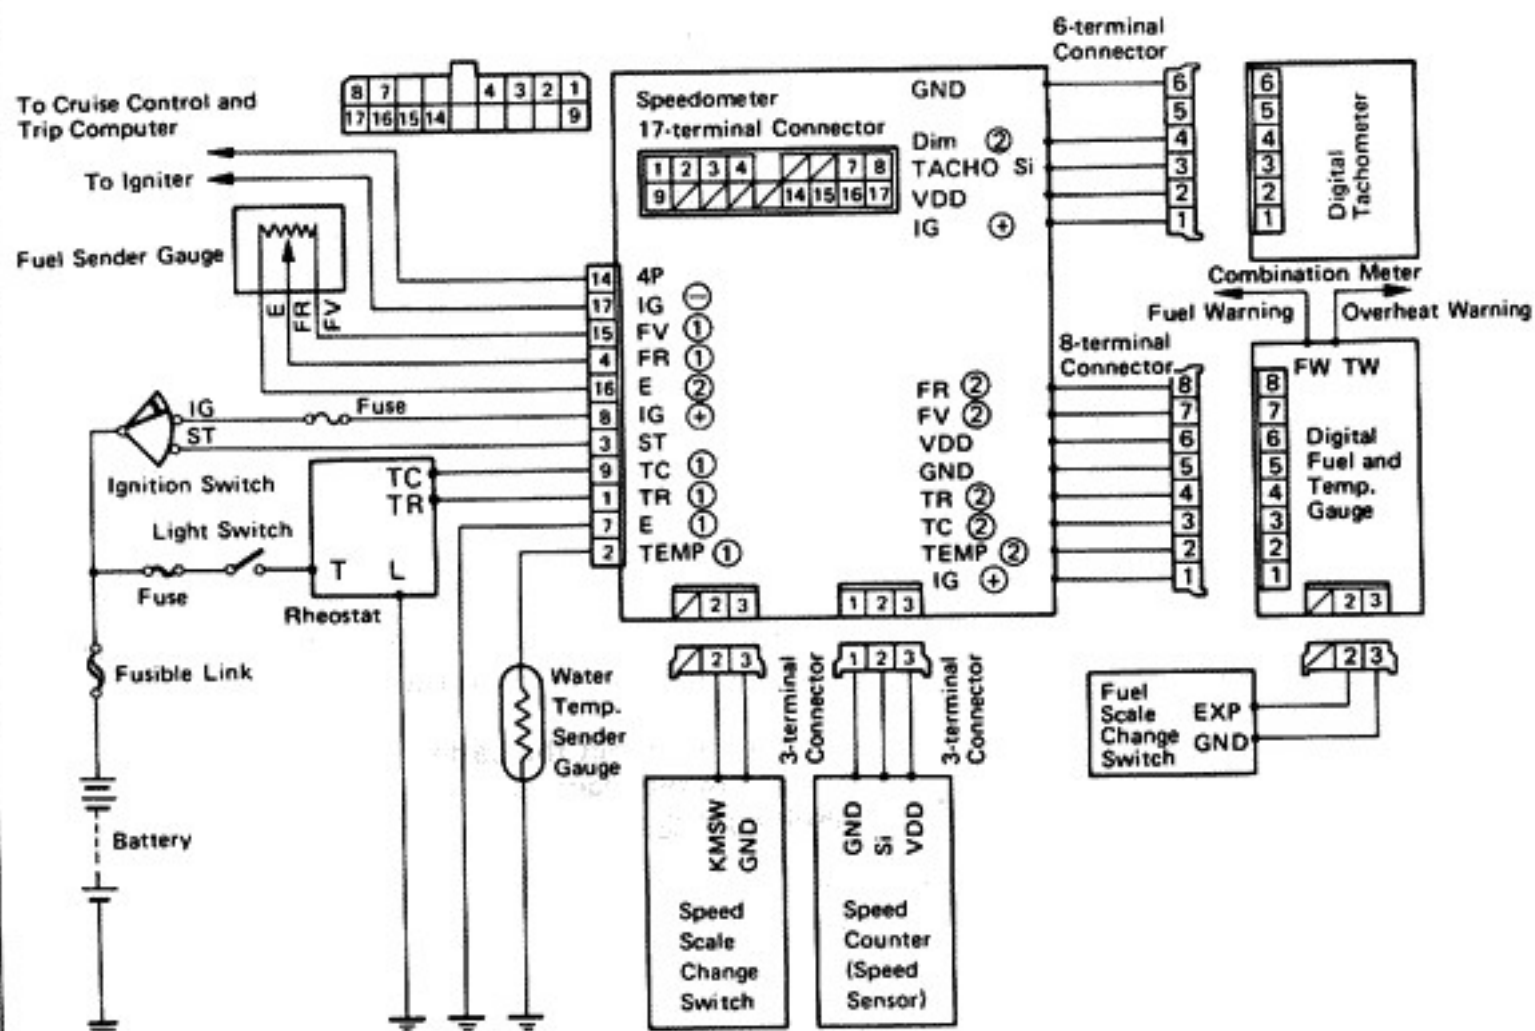 6-terminal
Connector
8 7 4 3 2 1
17 16 15 14 9
To Cruise Control and
Trip Computer
To Igniter
Fuel Sender Gauge
E
FR
FV
Speedometer
17-terminal Connector
1 2 3 4 7 8
9 14 15 16 17
GND
Dim ②
TACHO Si
VDD
IG ⊕
6
5
4
3
2
1
6
5
4
3
2
1
Digital
Tachometer
Combination Meter
Fuel Warning
Overheat Warning
14 4P
17 IG ⊖
15 FV ①
4 FR ①
16 E ②
8 IG ⊕
3 ST
9 TC ①
1 TR ①
7 E ①
2 TEMP ①
IG
ST
Fuse
Ignition Switch
Light Switch
Fuse
TC
TR
T L
Rheostat
Fusible Link
Battery
Water
Temp.
Sender
Gauge
8-terminal
Connector
FR ② 8
FV ② 7
VDD 6
GND 5
TR ② 4
TC ② 3
TEMP ② 2
IG ⊕ 1
FW TW
8
7
6
5
4
3
2
1
Digital
Fuel and
Temp.
Gauge
2 3
2 3
Fuel
Scale
Change
Switch
EXP
GND
2 3
2 3
3-terminal
Connector
KMSW
GND
Speed
Scale
Change
Switch
1 2 3
1 2 3
3-terminal
Connector
GND
Si
VDD
Speed
Counter
(Speed
Sensor)